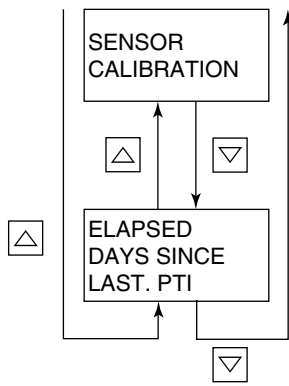 SENSOR
CALIBRATION
ELAPSED
DAYS SINCE
LAST. PTI